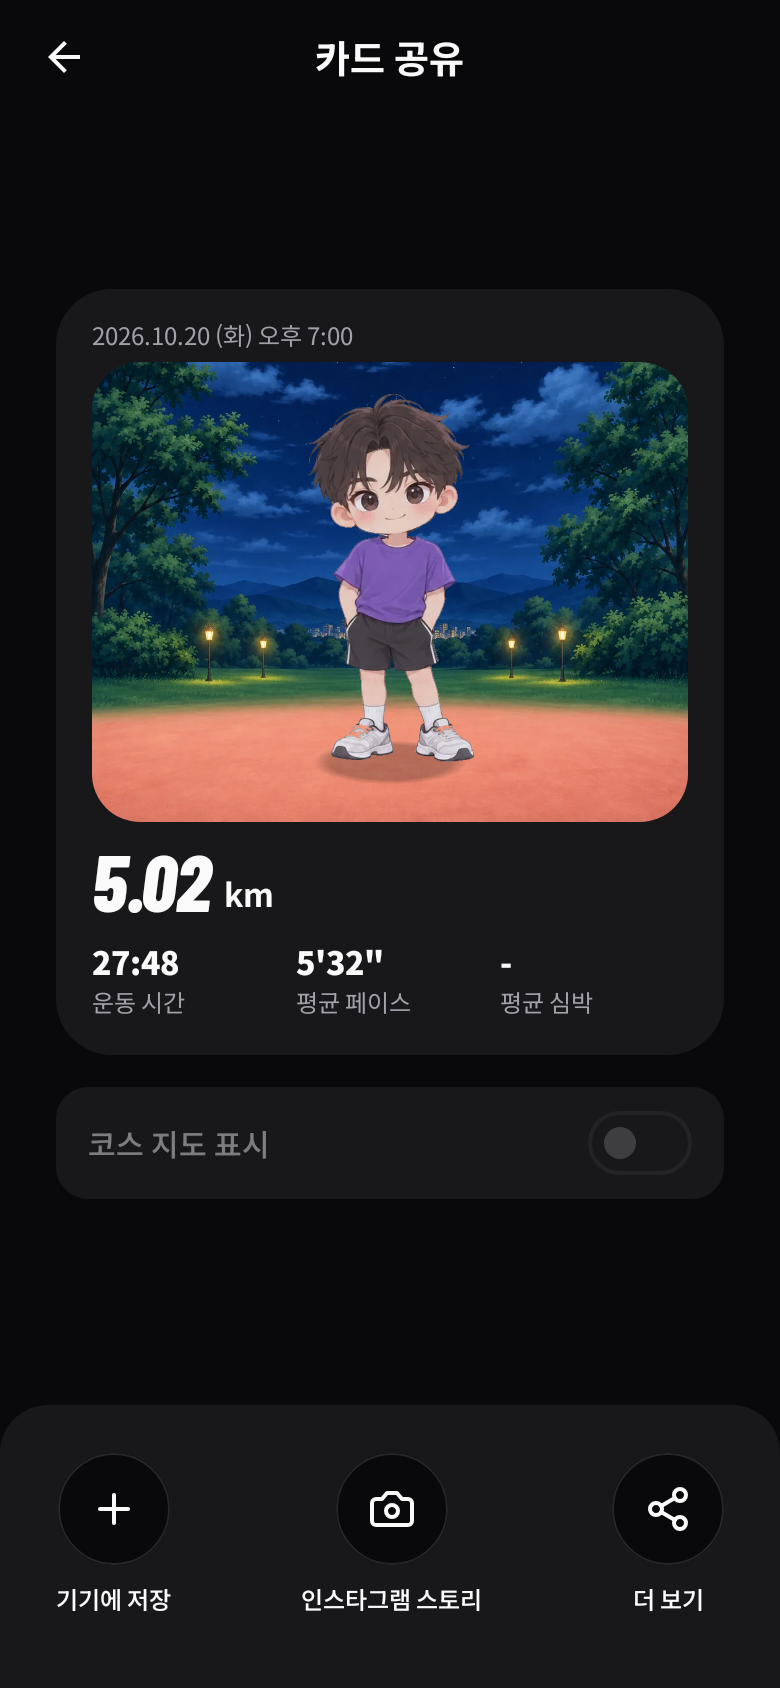 카드 공유
2026.10.20 (화) 오후 7:00
5.02 km
27:48 5'32" -
운동 시간 평균 페이스 평균 심박
코스 지도 표시
기기에 저장 인스타그램 스토리 더 보기